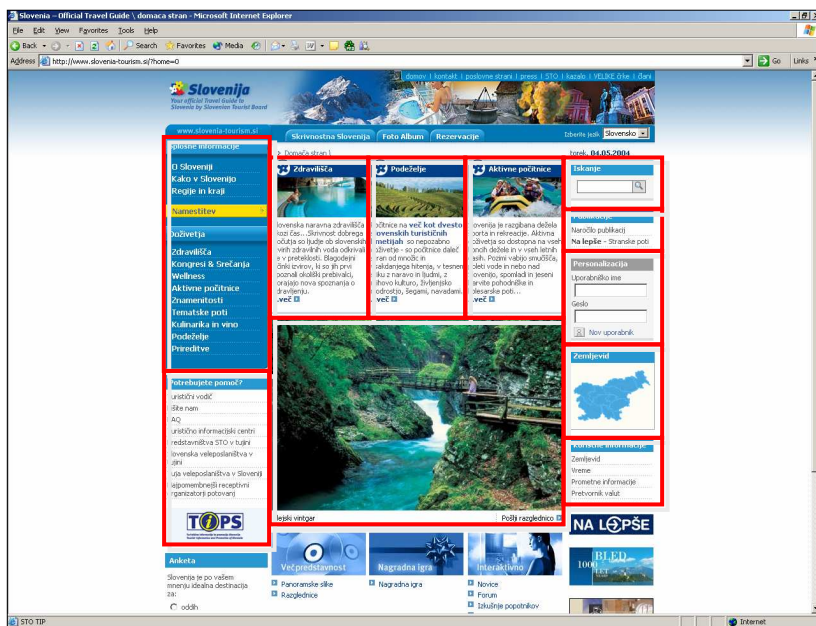 Slovenia - Official Travel Guide \ domaca stran - Microsoft Internet Explorer
File Edit View Favorites Tools Help
Back Search Favorites Media
Address http://www.slovenia-tourism.si/?home=0 Go Links
domov | kontakt | poslovne strani | press | STO | kazalo | VELIKE črke | člani
Slovenija
Your official Travel Guide to
Slovenia by Slovenian Tourist Board
www.slovenia-tourism.si
Skrivnostna Slovenija Foto Album Rezervacije
Izberite jezik Slovensko
> Domača stran \
torek, 04.05.2004
splošne informacije
O Sloveniji
Kako v Slovenijo
Regije in kraji
Namestitev
Doživetja
Zdravilišča
Kongresi & Srečanja
Wellness
Aktivne počitnice
Znamenitosti
Tematske poti
Kulinarika in vino
Podeželje
Prireditve
Potrebujete pomoč?
uristični vodič
išite nam
AQ
uristično informacijski centri
redstavništva STO v tujini
lovenska veleposlaništva v
ujini
uja veleposlaništva v Sloveniji
ajpomembnejši receptivni
rganizatorji potovanj
TOPS
Anketa
Slovenija je po vašem
mnenju idealna destinacija
za:
oddih
Zdravilišča
lovenska naravna zdravilišča
kozi čas...Skrivnost dobrega
očutja so ljudje ob slovenskih
virih zdravilnih voda odkrivali
e v preteklosti. Blagodejni
činki izvirov, ki so jih prvi
poznali okoliški prebivalci,
orajajo nova spoznanja o
dravljenju.
.več
Podeželje
očitnice na več kot dvesto
lovenskih turističnih
metijah so nepozabno
oživetje - so počitnice daleč
ran od množic in
sakdanjega hitenja, v tesnem
iku z naravo in ljudmi, z
jihovo kulturo, življenjsko
odrostjo, šegami, navadami.
.več
Aktivne počitnice
ovenija je razgibana dežela
porta in rekreacije. Aktivna
oživetja so dostopna na vseh
ncih dežele in v vseh letnih
asih. Pozimi vabijo smučišča,
oleti vode in nebo nad
ovenijo, spomladi in jeseni
arvite pohodniške in
olesarske poti...
.več
lejski vintgar
Pošlji razglednico
Večpredstavnost
Panoramske slike
Razglednice
Nagradna igra
Nagradna igra
Interaktivno
Novice
Forum
Izkušnje popotnikov
Iskanje
Publikacije
Naročilo publikacij
Na lepše - Stranske poti
Personalizacija
Uporabniško ime
Geslo
Nov uporabnik
Zemljevid
Koristne informacije
Zemljevid
Vreme
Prometne informacije
Pretvornik valut
NA LEPŠE
BLED
1000
STO TIP
Internet